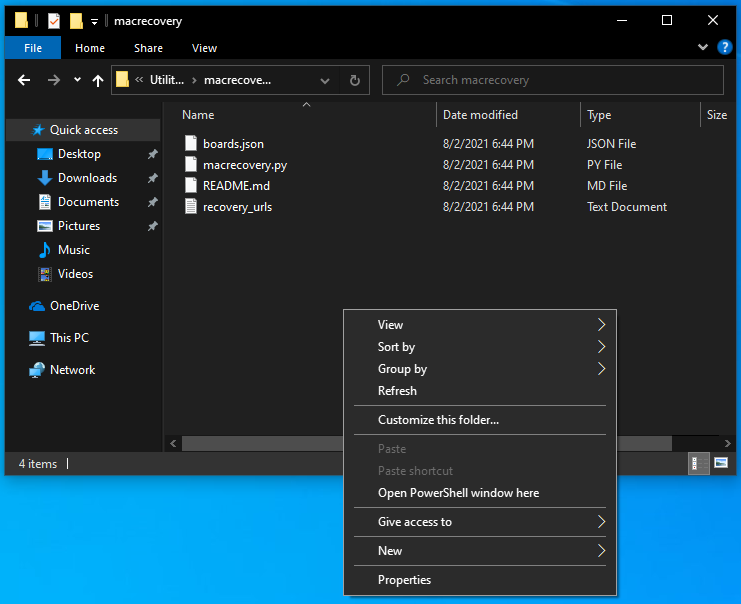 macrecovery
File Home Share View
« Utilit... > macrecove... Search macrecovery
Name Date modified Type Size
Quick access
Desktop
Downloads
Documents
Pictures
Music
Videos
OneDrive
This PC
Network
boards.json 8/2/2021 6:44 PM JSON File
macrecovery.py 8/2/2021 6:44 PM PY File
README.md 8/2/2021 6:44 PM MD File
recovery_urls 8/2/2021 6:44 PM Text Document
View
Sort by
Group by
Refresh
Customize this folder...
Paste
Paste shortcut
Open PowerShell window here
Give access to
New
Properties
4 items